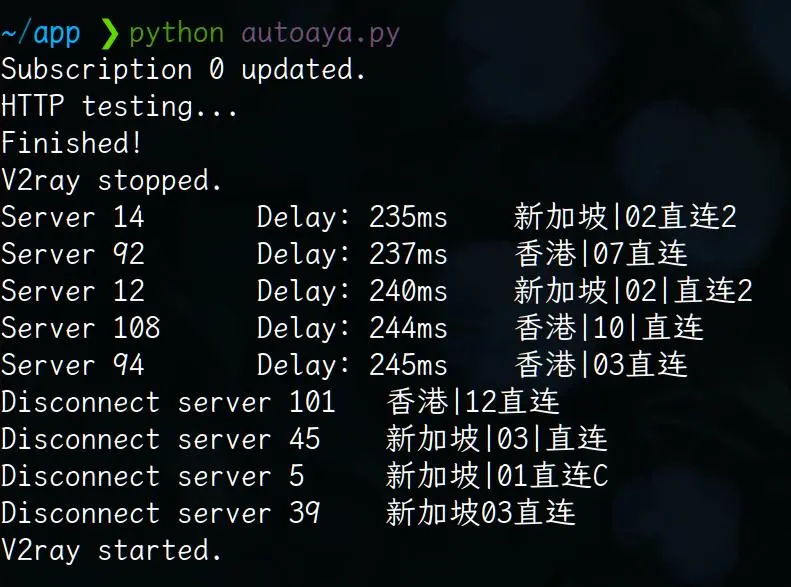 ~/app ❯ python autoaya.py
Subscription 0 updated.
HTTP testing...
Finished!
V2ray stopped.
Server 14 Delay: 235ms 新加坡|02直连2
Server 92 Delay: 237ms 香港|07直连
Server 12 Delay: 240ms 新加坡|02|直连2
Server 108 Delay: 244ms 香港|10|直连
Server 94 Delay: 245ms 香港|03直连
Disconnect server 101 香港|12直连
Disconnect server 45 新加坡|03|直连
Disconnect server 5 新加坡|01直连C
Disconnect server 39 新加坡03直连
V2ray started.